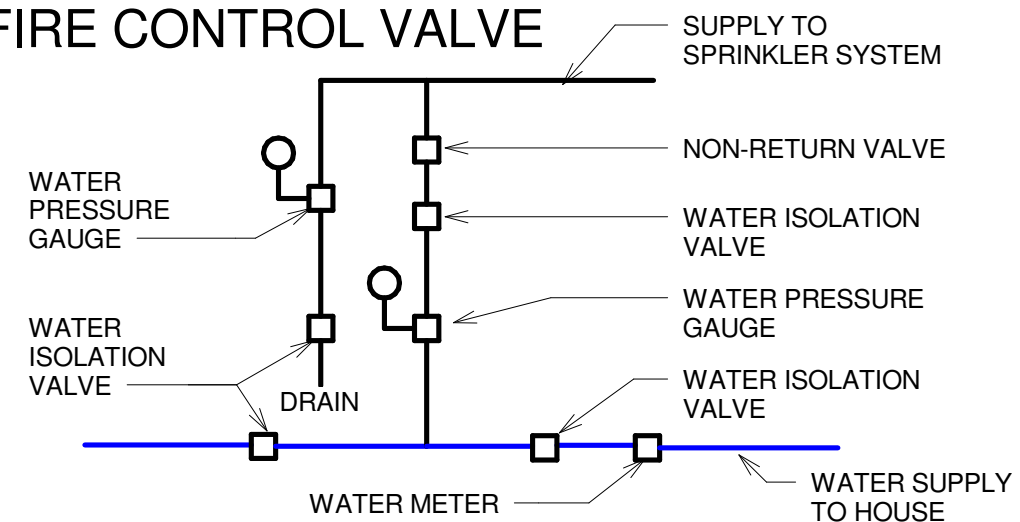 FIRE CONTROL VALVE
SUPPLY TO
SPRINKLER SYSTEM
NON-RETURN VALVE
WATER
PRESSURE
GAUGE
WATER ISOLATION
VALVE
WATER PRESSURE
GAUGE
WATER
ISOLATION
VALVE
DRAIN
WATER ISOLATION
VALVE
WATER METER
WATER SUPPLY
TO HOUSE